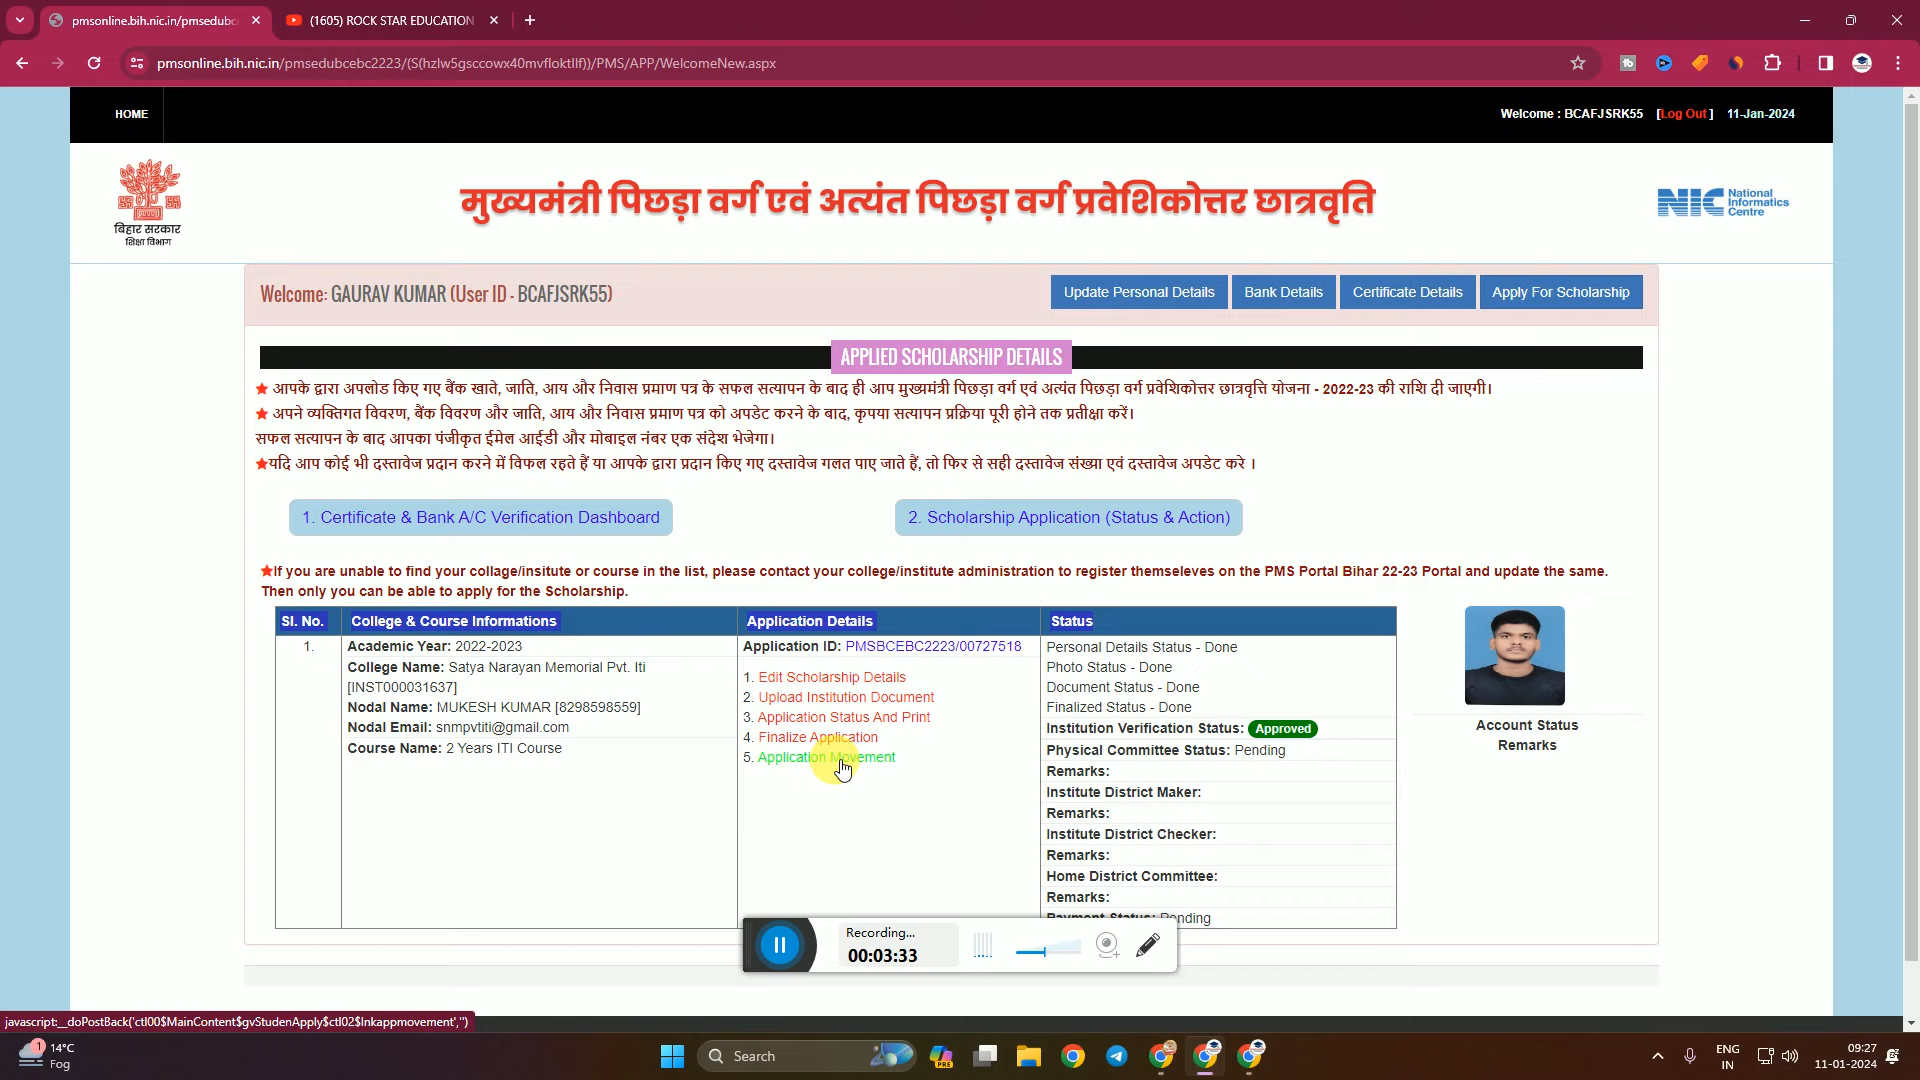 pmsonline.bih.nic.in/pmsedubce
(1605) ROCK STAR EDUCATION
pmsonline.bih.nic.in/pmsedubcebc2223/(S(hzlw5gsccowx40mvfloktllf))/PMS/APP/WelcomeNew.aspx
HOME
Welcome : BCAFJSRK55 [Log Out ] 11-Jan-2024
बिहार सरकार
शिक्षा विभाग
मुख्यमंत्री पिछड़ा वर्ग एवं अत्यंत पिछड़ा वर्ग प्रवेशिकोत्तर छात्रवृति
NIC National
Informatics
Centre
Welcome: GAURAV KUMAR (User ID - BCAFJSRK55)
Update Personal Details
Bank Details
Certificate Details
Apply For Scholarship
APPLIED SCHOLARSHIP DETAILS
★ आपके द्वारा अपलोड किए गए बैंक खाते, जाति, आय और निवास प्रमाण पत्र के सफल सत्यापन के बाद ही आप मुख्यमंत्री पिछड़ा वर्ग एवं अत्यंत पिछड़ा वर्ग प्रवेशिकोत्तर छात्रवृत्ति योजना - 2022-23 की राशि दी जाएगी।
★ अपने व्यक्तिगत विवरण, बैंक विवरण और जाति, आय और निवास प्रमाण पत्र को अपडेट करने के बाद, कृपया सत्यापन प्रक्रिया पूरी होने तक प्रतीक्षा करें।
सफल सत्यापन के बाद आपका पंजीकृत ईमेल आईडी और मोबाइल नंबर एक संदेश भेजेगा।
★यदि आप कोई भी दस्तावेज प्रदान करने में विफल रहते हैं या आपके द्वारा प्रदान किए गए दस्तावेज गलत पाए जाते हैं, तो फिर से सही दस्तावेज संख्या एवं दस्तावेज अपडेट करे ।
1. Certificate & Bank A/C Verification Dashboard
2. Scholarship Application (Status & Action)
★If you are unable to find your collage/insitute or course in the list, please contact your college/institute administration to register themseleves on the PMS Portal Bihar 22-23 Portal and update the same.
Then only you can be able to apply for the Scholarship.
Sl. No.
College & Course Informations
Application Details
Status
1.
Academic Year: 2022-2023
College Name: Satya Narayan Memorial Pvt. Iti
[INST000031637]
Nodal Name: MUKESH KUMAR [8298598559]
Nodal Email: snmpvtiti@gmail.com
Course Name: 2 Years ITI Course
Application ID: PMSBCEBC2223/00727518
1. Edit Scholarship Details
2. Upload Institution Document
3. Application Status And Print
4. Finalize Application
5. Application Movement
Personal Details Status - Done
Photo Status - Done
Document Status - Done
Finalized Status - Done
Institution Verification Status: Approved
Physical Committee Status: Pending
Remarks:
Institute District Maker:
Remarks:
Institute District Checker:
Remarks:
Home District Committee:
Remarks:
Payment Status: Pending
Account Status
Remarks
Recording...
00:03:33
javascript:__doPostBack('ctl00$MainContent$gvStudenApply$ctl02$lnkappmovement','')
1
14°C
Fog
Search
PRE
ENG
IN
09:27
11-01-2024